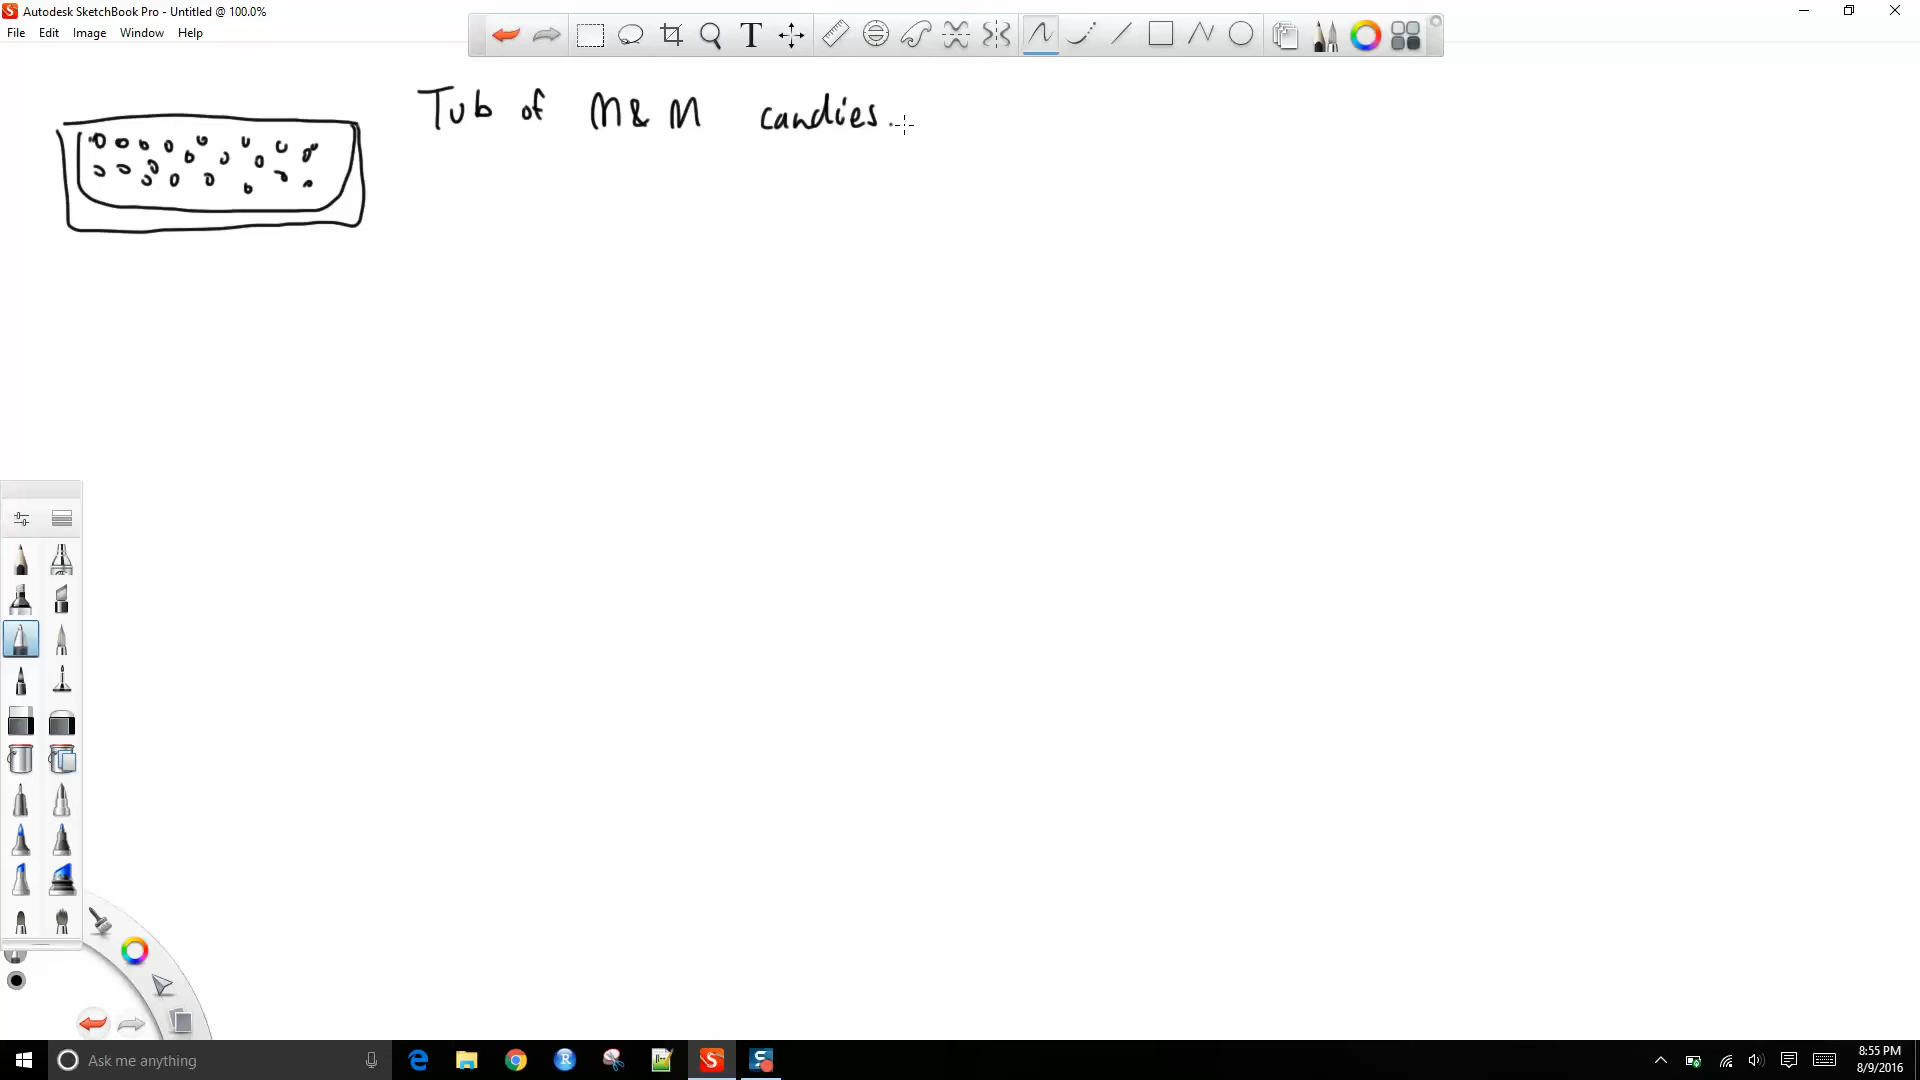 Autodesk SketchBook Pro - Untitled @ 100.0%
File Edit Image Window Help
T
Tub of M&M candies.
Ask me anything
8:55 PM
8/9/2016